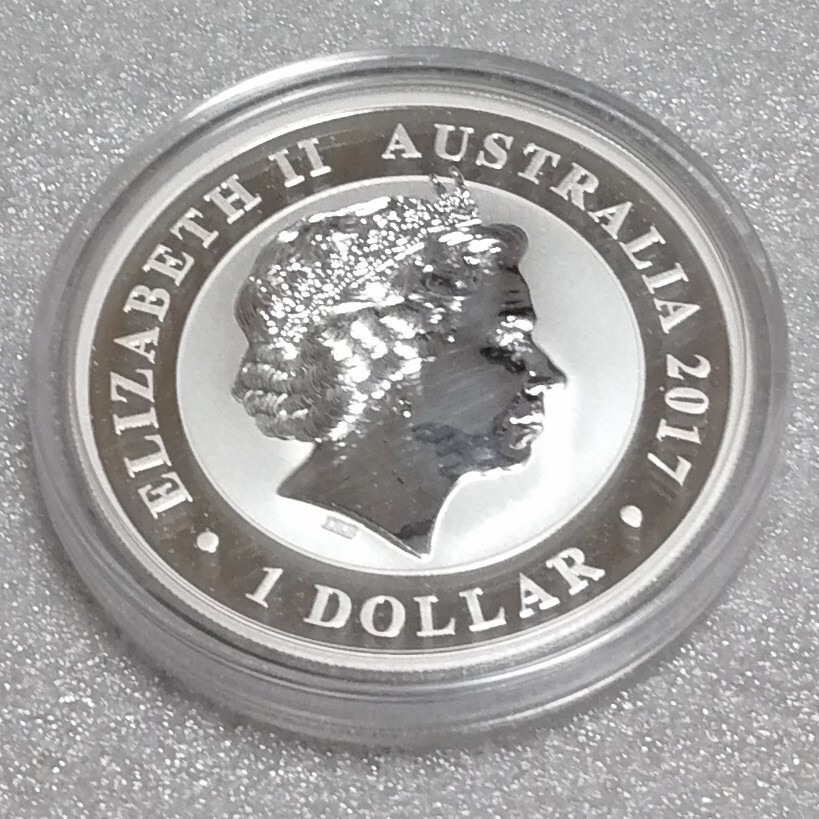 ELIZABETH II AUSTRALIA 2017
1 DOLLAR